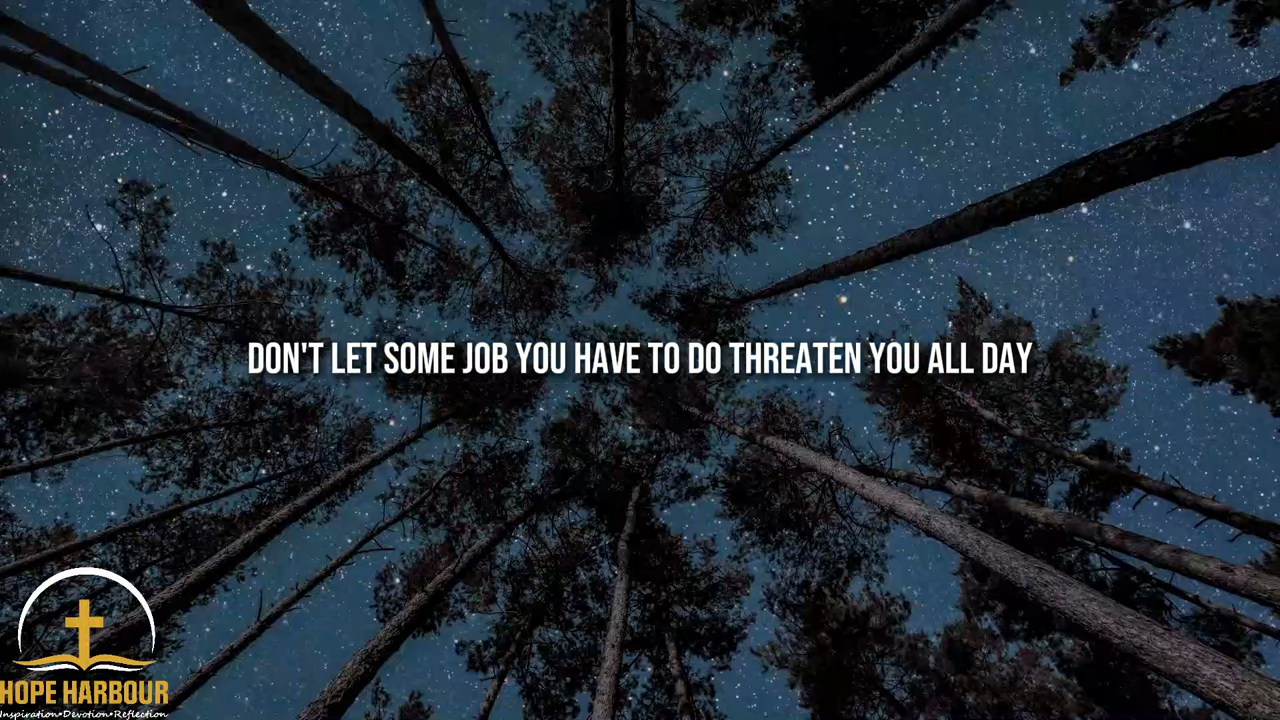 DON'T LET SOME JOB YOU HAVE TO DO THREATEN YOU ALL DAY
HOPE HARBOUR
Inspiration•Devotion•Reflection